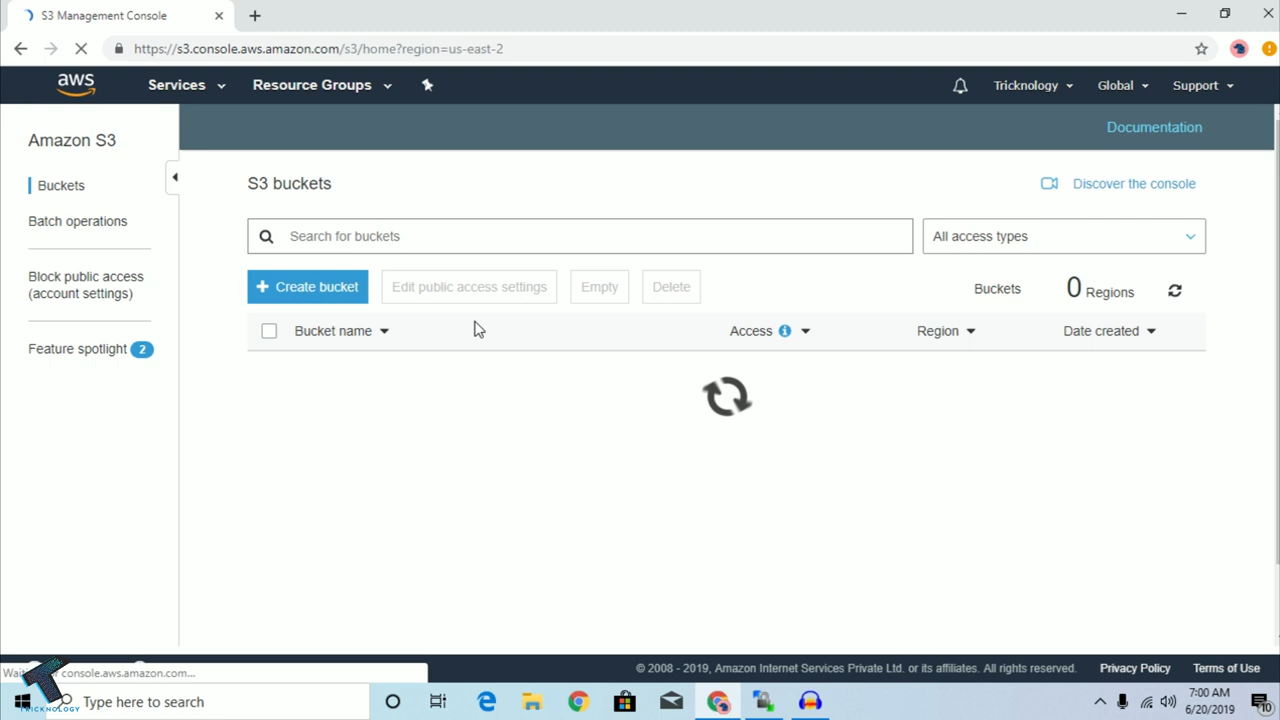 S3 Management Console
https://s3.console.aws.amazon.com/s3/home?region=us-east-2
aws
Services
Resource Groups
Tricknology
Global
Support
Documentation
Amazon S3
Buckets
Batch operations
Block public access
(account settings)
Feature spotlight 2
S3 buckets
Discover the console
Search for buckets
All access types
+ Create bucket
Edit public access settings
Empty
Delete
Buckets
0 Regions
Bucket name
Access
Region
Date created
console.aws.amazon.com...
© 2008 - 2019, Amazon Internet Services Private Ltd. or its affiliates. All rights reserved.
Privacy Policy
Terms of Use
TRICKNOLOGY
Type here to search
7:00 AM
6/20/2019
10